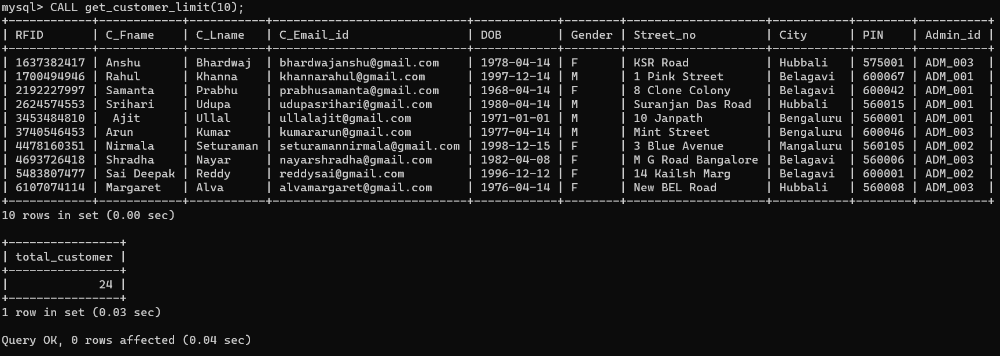 mysql> CALL get_customer_limit(10);
+------------+------------+-----------+----------------------------+------------+--------+--------------------+-----------+--------+----------+
| RFID       | C_Fname    | C_Lname   | C_Email_id                 | DOB        | Gender | Street_no          | City      | PIN    | Admin_id |
+------------+------------+-----------+----------------------------+------------+--------+--------------------+-----------+--------+----------+
| 1637382417 | Anshu      | Bhardwaj  | bhardwajanshu@gmail.com    | 1978-04-14 | F      | KSR Road           | Hubbali   | 575001 | ADM_003  |
| 1700494946 | Rahul      | Khanna    | khannarahul@gmail.com      | 1997-12-14 | M      | 1 Pink Street      | Belagavi  | 600067 | ADM_001  |
| 2192227997 | Samanta    | Prabhu    | prabhusamanta@gmail.com    | 1968-04-14 | F      | 8 Clone Colony     | Belagavi  | 600042 | ADM_001  |
| 2624574553 | Srihari    | Udupa     | udupasrihari@gmail.com     | 1980-04-14 | M      | Suranjan Das Road  | Hubbali   | 560015 | ADM_001  |
| 3453484810 |  Ajit      | Ullal     | ullalajit@gmail.com        | 1971-01-01 | M      | 10 Janpath         | Bengaluru | 560001 | ADM_001  |
| 3740546453 | Arun       | Kumar     | kumararun@gmail.com        | 1977-04-14 | M      | Mint Street        | Bengaluru | 600046 | ADM_003  |
| 4478160351 | Nirmala    | Seturaman | seturamannirmala@gmail.com | 1998-12-15 | F      | 3 Blue Avenue      | Mangaluru | 560105 | ADM_002  |
| 4693726418 | Shradha    | Nayar     | nayarshradha@gmail.com     | 1982-04-08 | F      | M G Road Bangalore | Belagavi  | 560006 | ADM_003  |
| 5483807477 | Sai Deepak | Reddy     | reddysai@gmail.com         | 1996-12-12 | F      | 14 Kailsh Marg     | Belagavi  | 600001 | ADM_002  |
| 6107074114 | Margaret   | Alva      | alvamargaret@gmail.com     | 1976-04-14 | F      | New BEL Road       | Hubbali   | 560008 | ADM_003  |
+------------+------------+-----------+----------------------------+------------+--------+--------------------+-----------+--------+----------+
10 rows in set (0.00 sec)
+----------------+
| total_customer |
+----------------+
|             24 |
+----------------+
1 row in set (0.03 sec)
Query OK, 0 rows affected (0.04 sec)